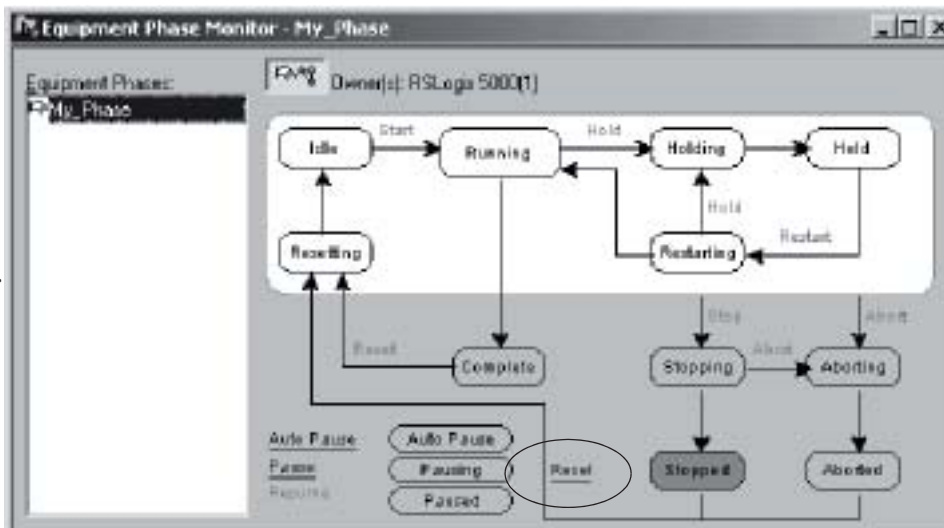 Equipment Phase Monitor - My_Phase
Equipment Phases:
My_Phase
Owner(s): RSLogix 5000(1)
Idle
Start
Running
Hold
Holding
Held
Hold
Resetting
Restarting
Restart
Stop
Abort
Reset
Complete
Stopping
Abort
Aborting
Auto Pause
Auto Pause
Pause
Pausing
Reset
Stopped
Aborted
Resume
Paused